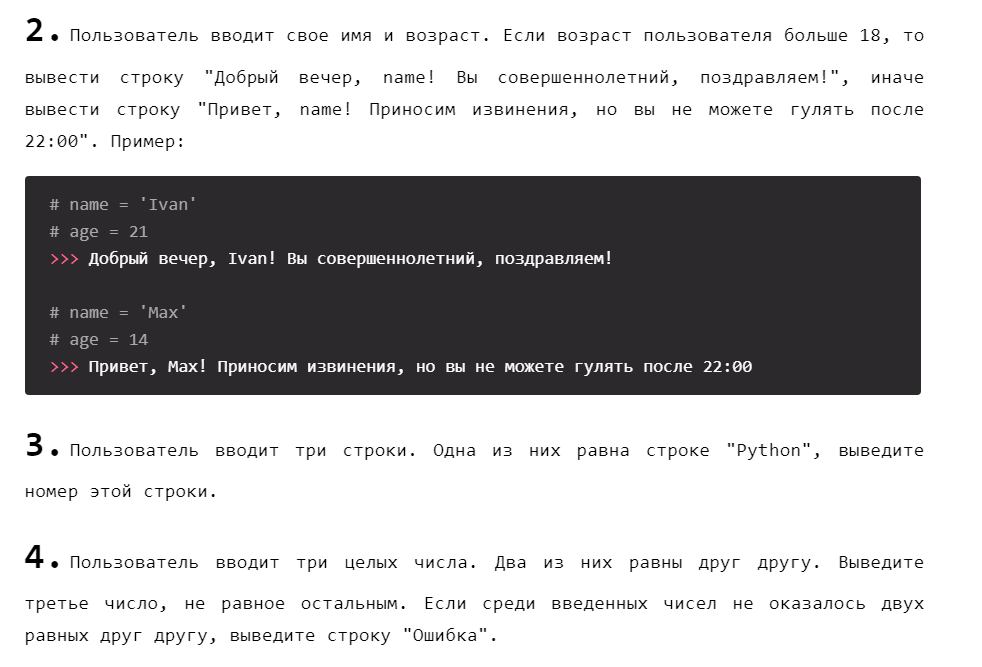 2. Пользователь вводит свое имя и возраст. Если возраст пользователя больше 18, то
вывести строку "Добрый вечер, name! Вы совершеннолетний, поздравляем!", иначе
вывести строку "Привет, name! Приносим извинения, но вы не можете гулять после
22:00". Пример:
# name = 'Ivan'
# age = 21
>>> Добрый вечер, Ivan! Вы совершеннолетний, поздравляем!
# name = 'Max'
# age = 14
>>> Привет, Max! Приносим извинения, но вы не можете гулять после 22:00
3. Пользователь вводит три строки. Одна из них равна строке "Python", выведите
номер этой строки.
4. Пользователь вводит три целых числа. Два из них равны друг другу. Выведите
третье число, не равное остальным. Если среди введенных чисел не оказалось двух
равных друг другу, выведите строку "Ошибка".